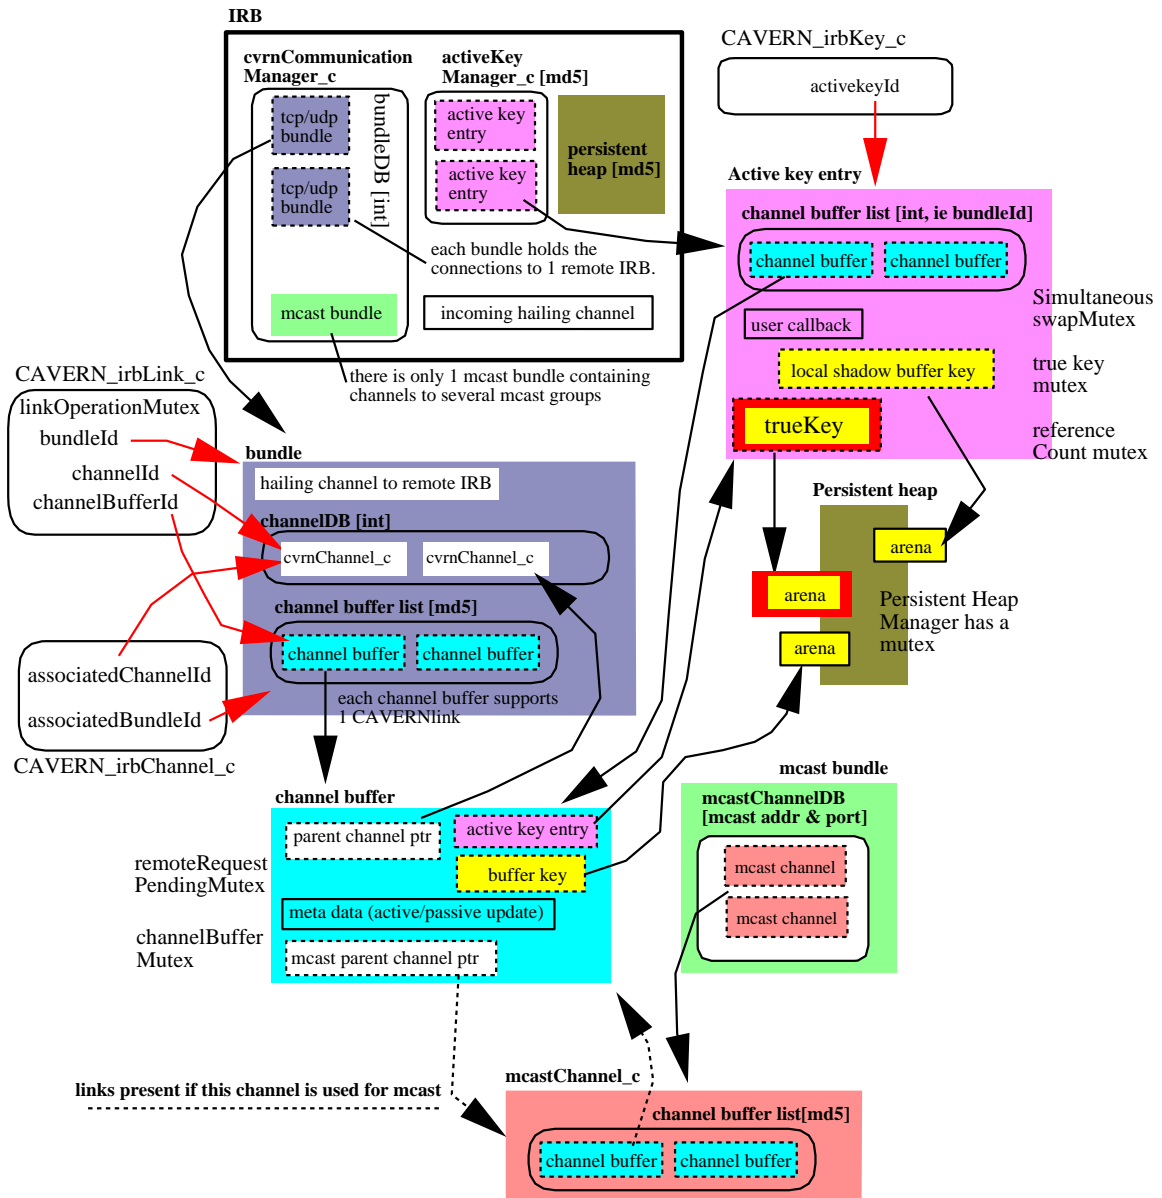 IRB
cvrnCommunication
Manager_c
tcp/udp
bundle
tcp/udp
bundle
bundleDB [int]
mcast bundle
activeKey
Manager_c [md5]
active key
entry
active key
entry
persistent
heap [md5]
each bundle holds the
connections to 1 remote IRB.
incoming hailing channel
there is only 1 mcast bundle containing
channels to several mcast groups
CAVERN_irbKey_c
activekeyId
Active key entry
channel buffer list [int, ie bundleId]
channel buffer
channel buffer
user callback
local shadow buffer key
trueKey
Simultaneous
swapMutex
true key
mutex
reference
Count mutex
CAVERN_irbLink_c
linkOperationMutex
bundleId
channelId
channelBufferId
bundle
hailing channel to remote IRB
channelDB [int]
cvrnChannel_c
cvrnChannel_c
channel buffer list [md5]
channel buffer
channel buffer
each channel buffer supports
1 CAVERNlink
associatedChannelId
associatedBundleId
CAVERN_irbChannel_c
Persistent heap
arena
arena
arena
Persistent Heap
Manager has a
mutex
channel buffer
parent channel ptr
active key entry
buffer key
meta data (active/passive update)
mcast parent channel ptr
remoteRequest
PendingMutex
channelBuffer
Mutex
mcast bundle
mcastChannelDB
[mcast addr & port]
mcast channel
mcast channel
links present if this channel is used for mcast
mcastChannel_c
channel buffer list[md5]
channel buffer
channel buffer